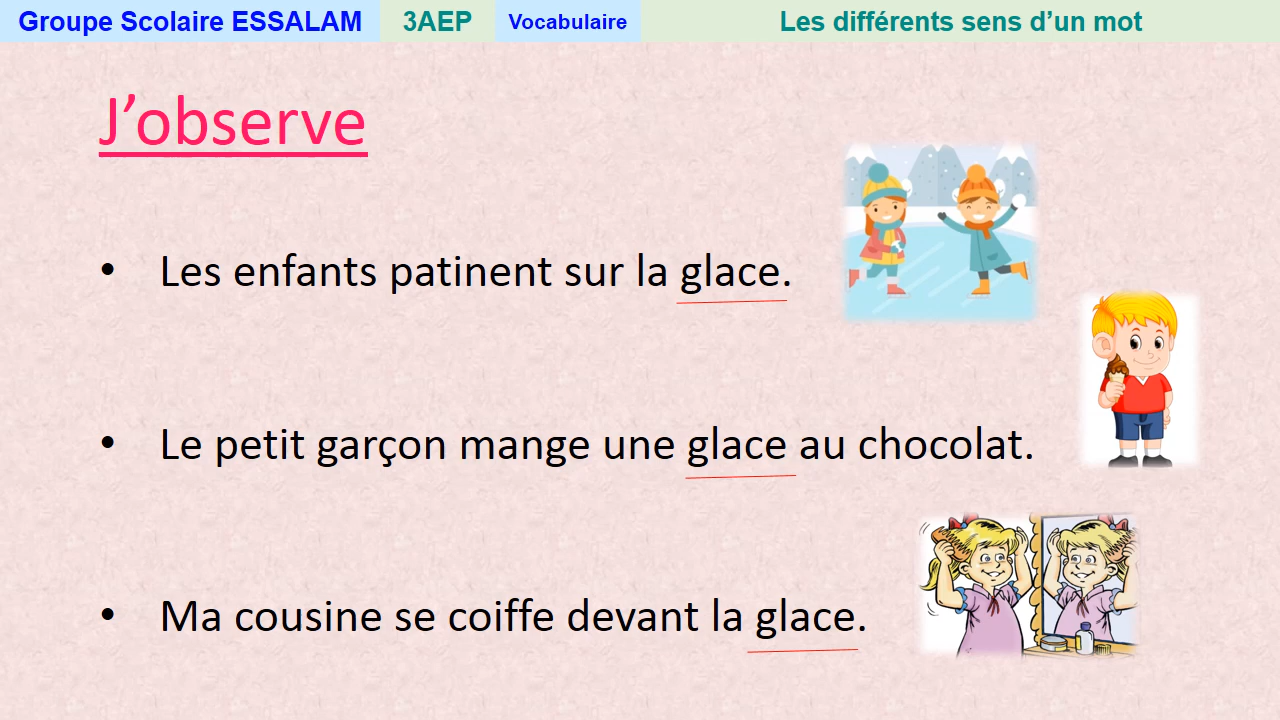 Groupe Scolaire ESSALAM 3AEP Vocabulaire Les différents sens d’un mot
J’observe
• Les enfants patinent sur la glace.
• Le petit garçon mange une glace au chocolat.
• Ma cousine se coiffe devant la glace.